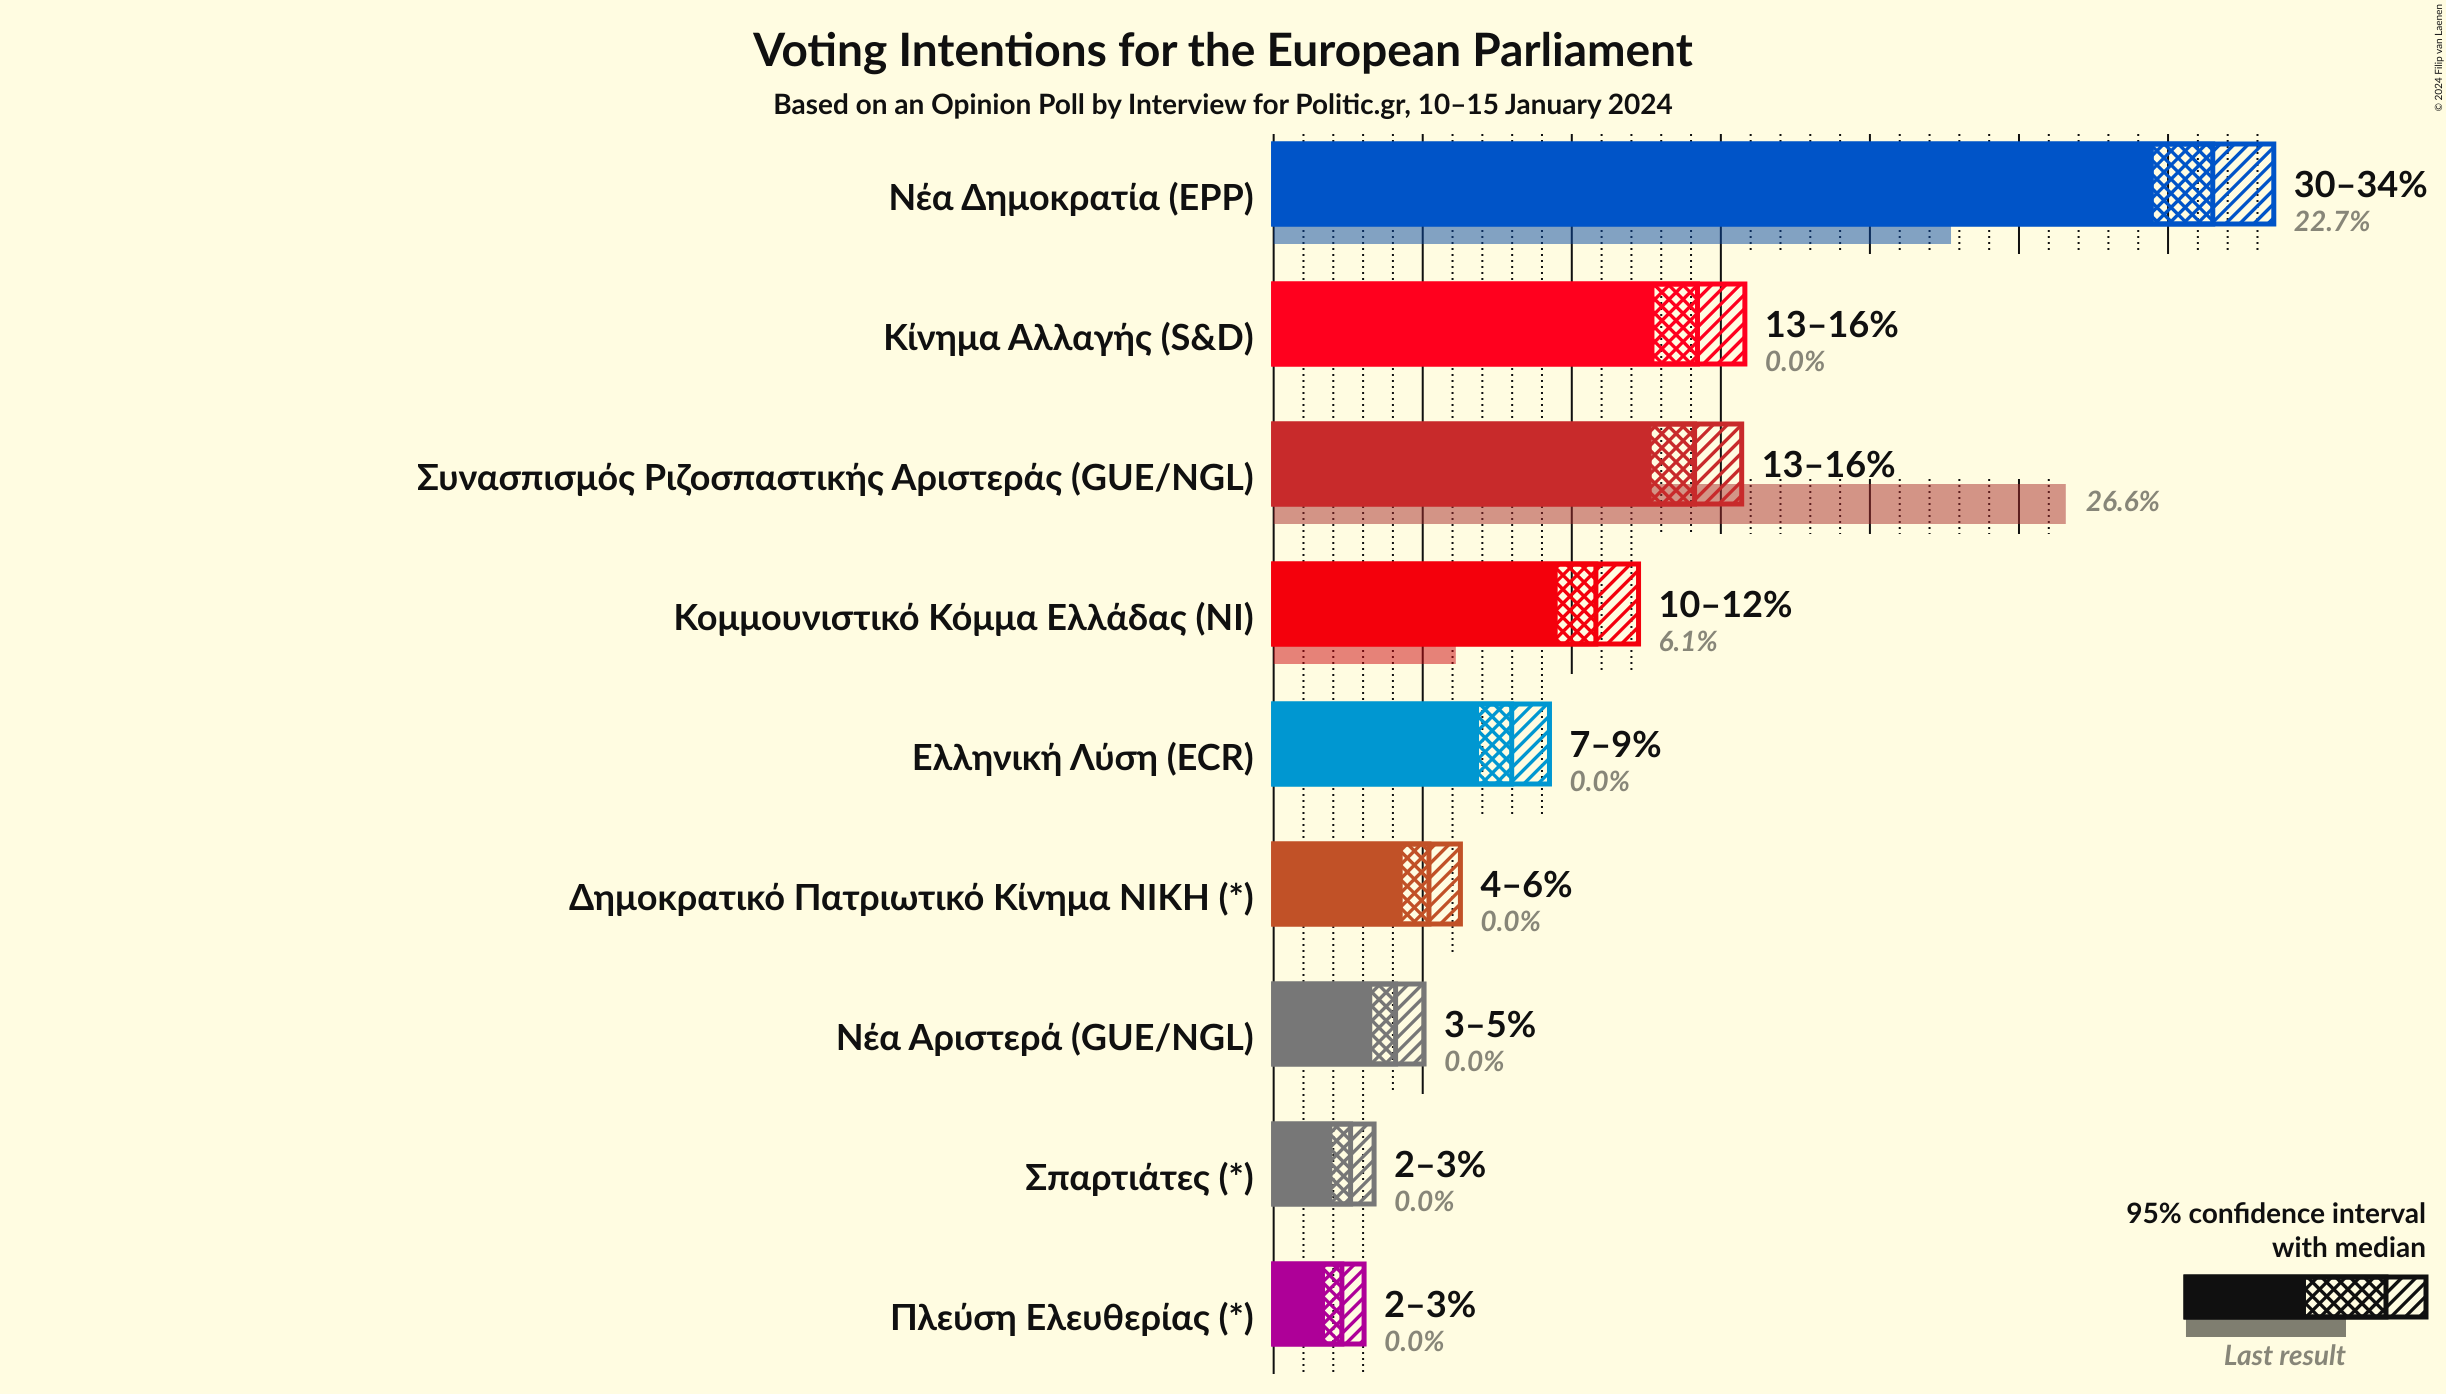 Voting Intentions for the European Parliament
Based on an Opinion Poll by Interview for Politic.gr, 10–15 January 2024
© 2024 Filip van Laenen
Νέα Δημοκρατία (EPP)
30–34%
22.7%
Κίνημα Αλλαγής (S&D)
13–16%
0.0%
Συνασπισμός Ριζοσπαστικής Αριστεράς (GUE/NGL)
13–16%
26.6%
Κομμουνιστικό Κόμμα Ελλάδας (NI)
10–12%
6.1%
Ελληνική Λύση (ECR)
7–9%
0.0%
Δημοκρατικό Πατριωτικό Κίνημα ΝΙΚΗ (*)
4–6%
0.0%
Νέα Αριστερά (GUE/NGL)
3–5%
0.0%
Σπαρτιάτες (*)
2–3%
0.0%
Πλεύση Ελευθερίας (*)
2–3%
0.0%
95% confidence interval
with median
Last result